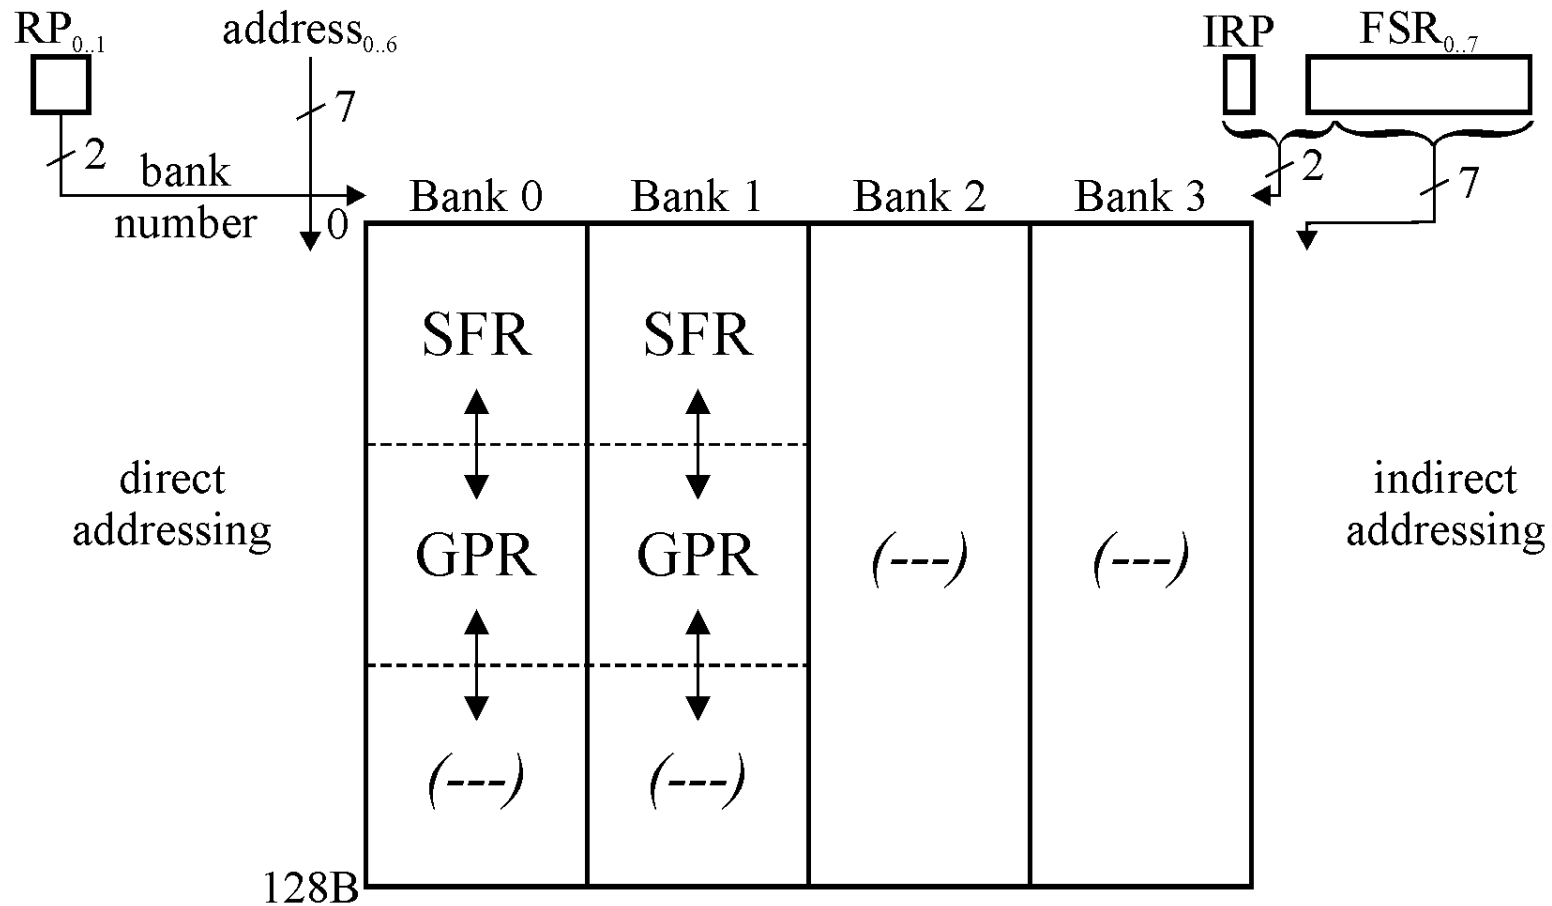 RP0..1 address0..6 IRP FSR0..7
7
2 2 7
bank
number
Bank 0 Bank 1 Bank 2 Bank 3
0
SFR SFR
direct
addressing
indirect
addressing
GPR GPR (---) (---)
(---) (---)
128B